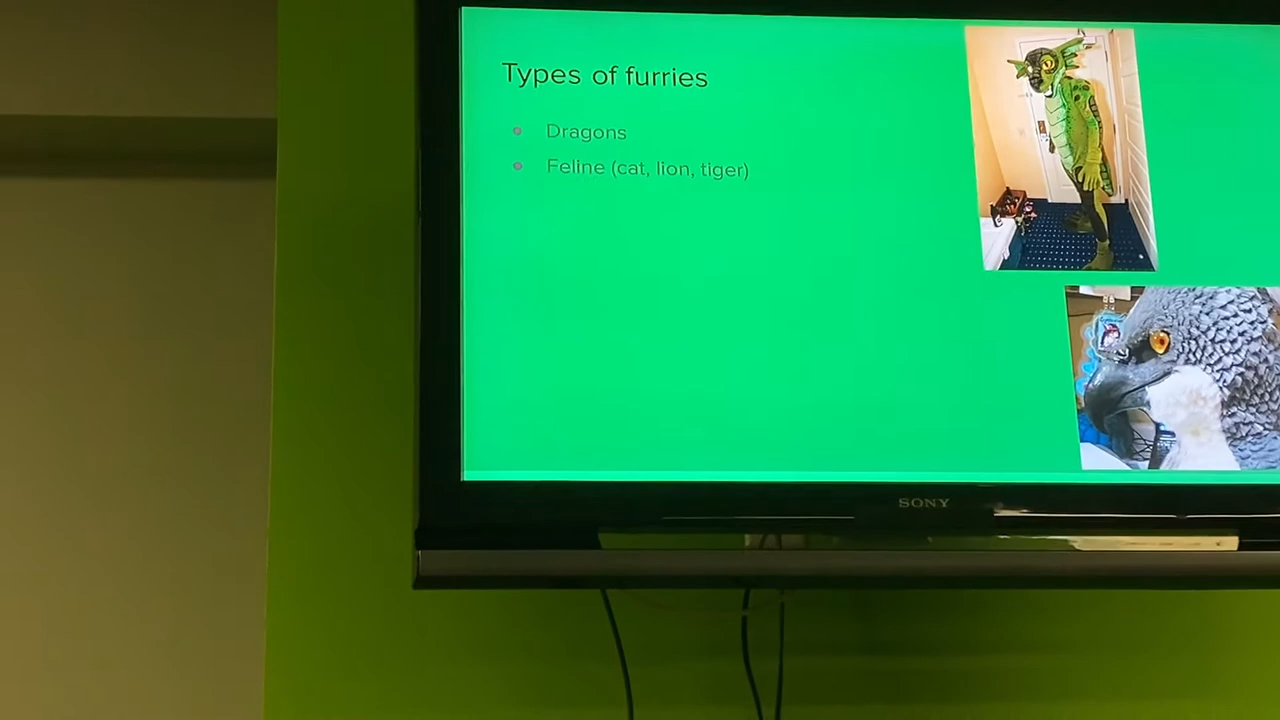 Types of furries
Dragons
Feline (cat, lion, tiger)
SONY